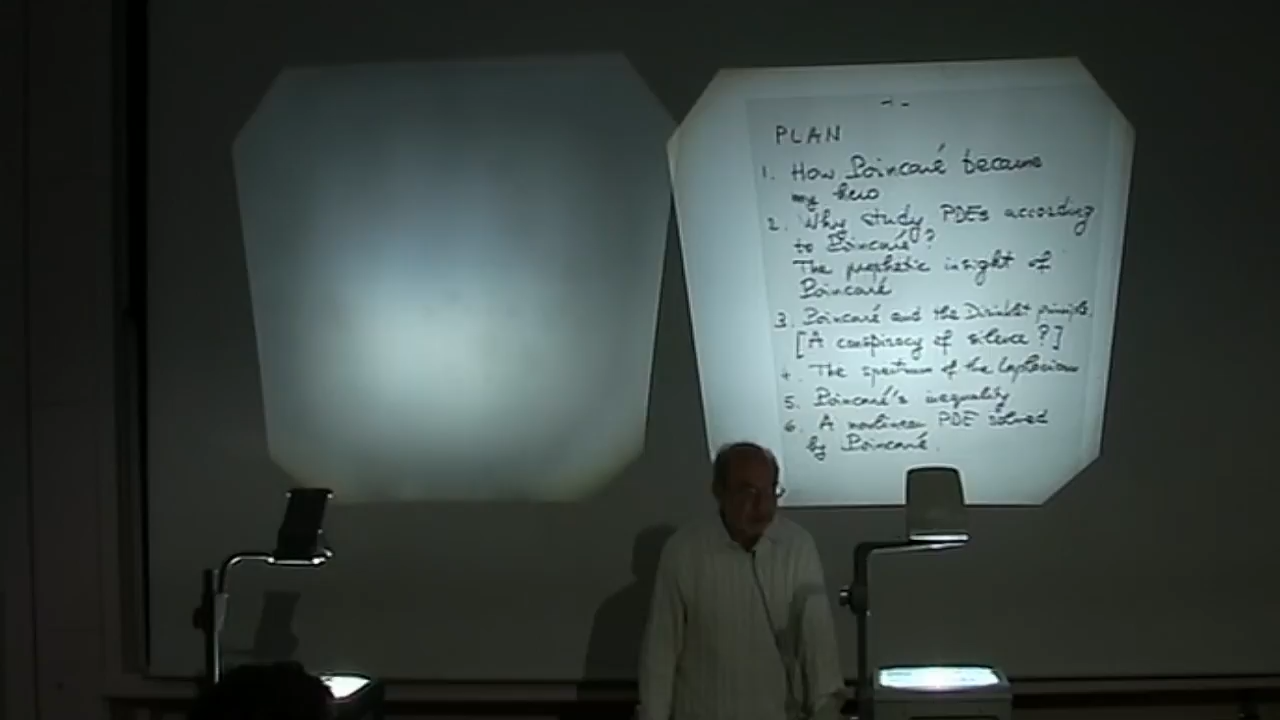 -1-
PLAN
1. How Poincaré became
my hero
2. Why study PDEs according
to Poincaré?
The prophetic insight of
Poincaré
3. Poincaré and the Dirichlet principle.
[A conspiracy of silence?]
4. The spectrum of the Laplacian
5. Poincaré's inequality
6. A nonlinear PDE solved
by Poincaré.